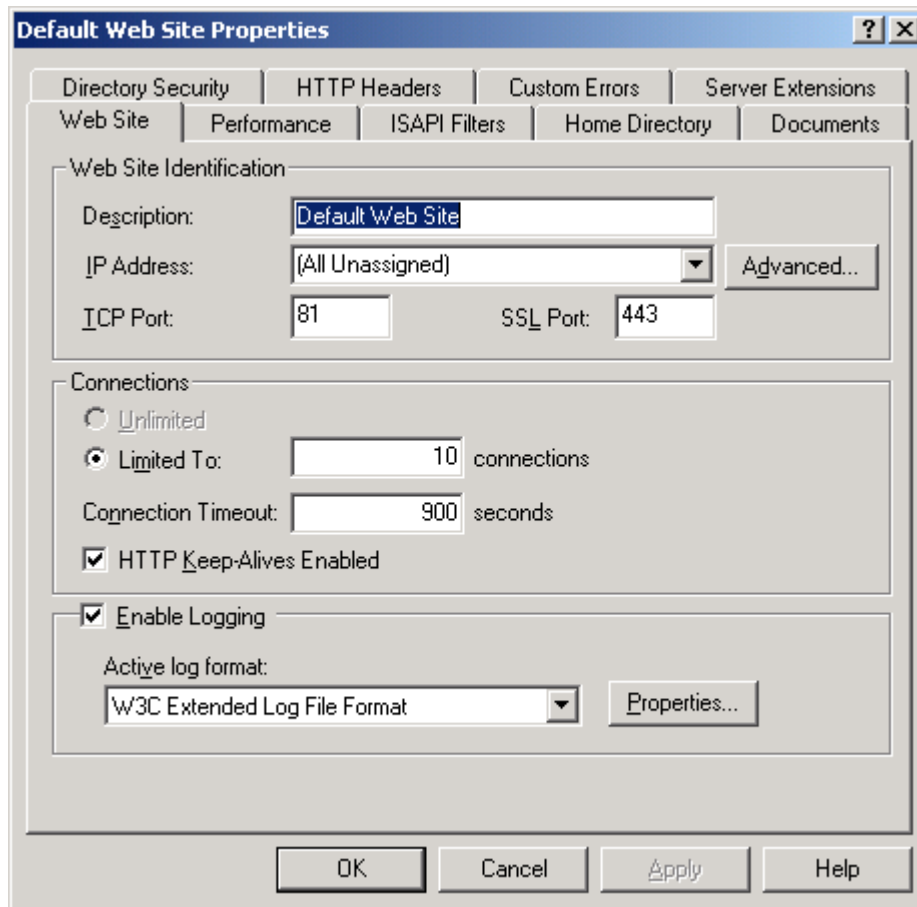 Default Web Site Properties
Directory Security HTTP Headers Custom Errors Server Extensions
Web Site Performance ISAPI Filters Home Directory Documents
Web Site Identification
Description: Default Web Site
IP Address: (All Unassigned) Advanced...
TCP Port: 81 SSL Port: 443
Connections
Unlimited
Limited To: 10 connections
Connection Timeout: 900 seconds
HTTP Keep-Alives Enabled
Enable Logging
Active log format:
W3C Extended Log File Format Properties...
OK Cancel Apply Help